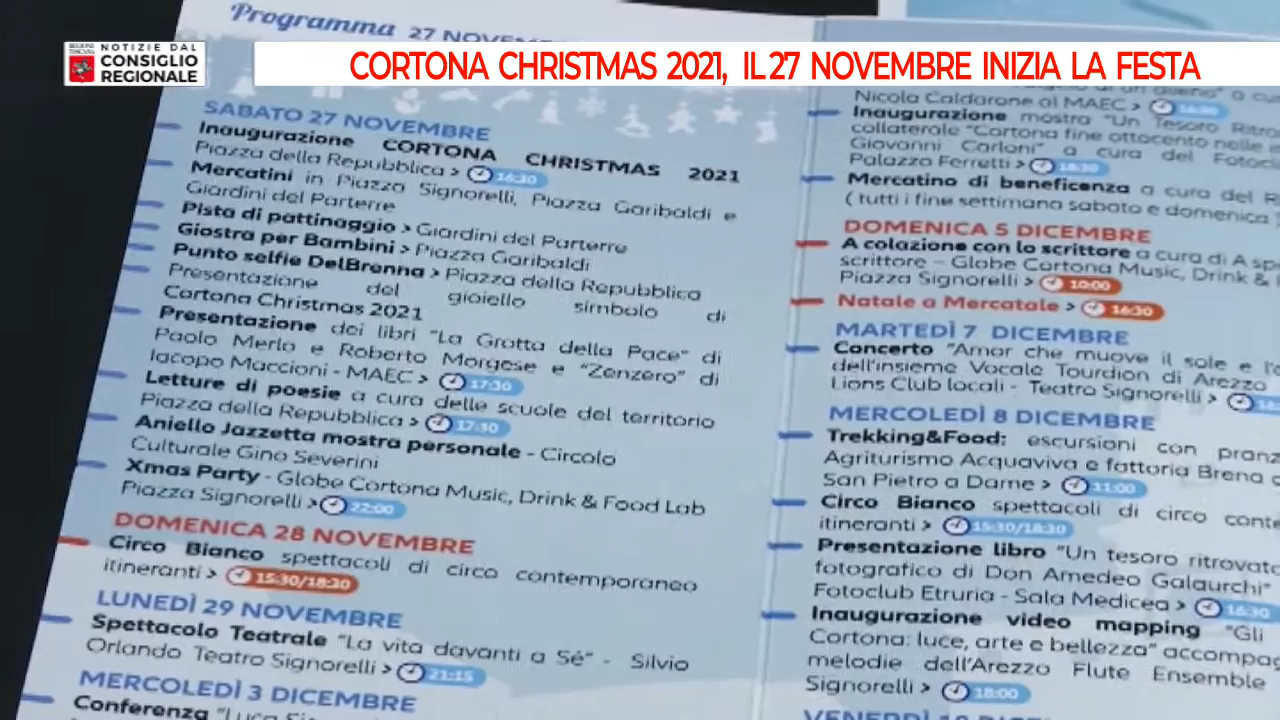 REGIONE TOSCANA
NOTIZIE DAL
CONSIGLIO
REGIONALE
CORTONA CHRISTMAS 2021, IL 27 NOVEMBRE INIZIA LA FESTA
Programma 27 NOVEM
SABATO 27 NOVEMBRE
Inaugurazione CORTONA CHRISTMAS 2021
Piazza della Repubblica > 16:30
Mercatini in Piazza Signorelli, Piazza Garibaldi e
Giardini del Parterre
Pista di pattinaggio > Giardini del Parterre
Giostra per Bambini > Piazza Garibaldi
Punto selfie DelBrenna > Piazza della Repubblica
Presentazione del gioiello simbolo di
Cortona Christmas 2021
Presentazione dei libri "La Grotta della Pace" di
Paolo Merlo e Roberto Morgese e "Zenzero" di
Iacopo Maccioni - MAEC > 17:30
Letture di poesie a cura delle scuole del territorio
Piazza della Repubblica > 17:30
Aniello Jazzetta mostra personale - Circolo
Culturale Gino Severini
Xmas Party - Globe Cortona Music, Drink & Food Lab
Piazza Signorelli > 22:00
DOMENICA 28 NOVEMBRE
Circo Bianco spettacoli di circo contemporaneo
itineranti > 15:30/18:30
LUNEDÌ 29 NOVEMBRE
Spettacolo Teatrale "La vita davanti a Sé" - Silvio
Orlando Teatro Signorelli > 21:15
MERCOLEDÌ 3 DICEMBRE
Conferenza "Luca
Nicola Caldarone al MAEC > 16:30
Inaugurazione mostra "Un Tesoro Ritro
collaterale "Cortona fine ottocento nelle
Giovanni Carloni" a cura del Fotoc
Palazzo Ferretti > 18:30
Mercatino di beneficenza a cura del R
( tutti i fine settimana sabato e domenica
DOMENICA 5 DICEMBRE
A colazione con lo scrittore a cura di A sp
scrittore – Globe Cortona Music, Drink &
Piazza Signorelli > 10:00
Natale a Mercatale > 16:30
MARTEDÌ 7 DICEMBRE
Concerto "Amor che muove il sole e l'a
dell'insieme Vocale Tourdion di Arezzo
Lions Club locali - Teatro Signorelli >
MERCOLEDÌ 8 DICEMBRE
Trekking&Food: escursioni con pranz
Agriturismo Acquaviva e fattoria Brena
San Pietro a Dame > 11:00
Circo Bianco spettacoli di circo conte
itineranti > 15:30/18:30
Presentazione libro "Un tesoro ritrovato
fotografico di Don Amedeo Galaurchi"
Fotoclub Etruria - Sala Medicea > 16:30
Inaugurazione video mapping "Gli
Cortona: luce, arte e bellezza" accompag
melodie dell'Arezzo Flute Ensemble
Signorelli > 18:00